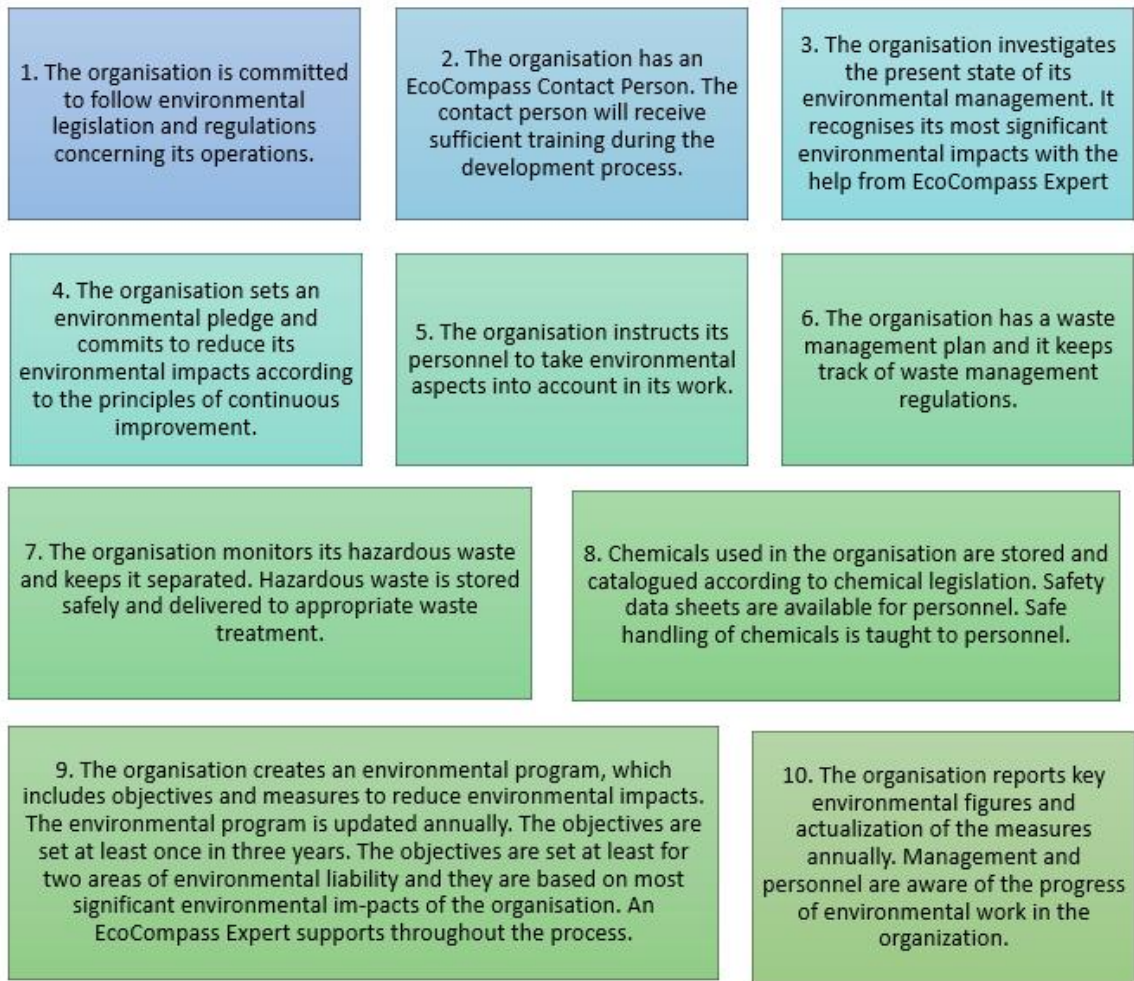 1. The organisation is committed
to follow environmental
legislation and regulations
concerning its operations.
2. The organisation has an
EcoCompass Contact Person. The
contact person will receive
sufficient training during the
development process.
3. The organisation investigates
the present state of its
environmental management. It
recognises its most significant
environmental impacts with the
help from EcoCompass Expert
4. The organisation sets an
environmental pledge and
commits to reduce its
environmental impacts according
to the principles of continuous
improvement.
5. The organisation instructs its
personnel to take environmental
aspects into account in its work.
6. The organisation has a waste
management plan and it keeps
track of waste management
regulations.
7. The organisation monitors its hazardous waste
and keeps it separated. Hazardous waste is stored
safely and delivered to appropriate waste
treatment.
8. Chemicals used in the organisation are stored and
catalogued according to chemical legislation. Safety
data sheets are available for personnel. Safe
handling of chemicals is taught to personnel.
9. The organisation creates an environmental program, which
includes objectives and measures to reduce environmental impacts.
The environmental program is updated annually. The objectives are
set at least once in three years. The objectives are set at least for
two areas of environmental liability and they are based on most
significant environmental im-pacts of the organisation. An
EcoCompass Expert supports throughout the process.
10. The organisation reports key
environmental figures and
actualization of the measures
annually. Management and
personnel are aware of the progress
of environmental work in the
organization.